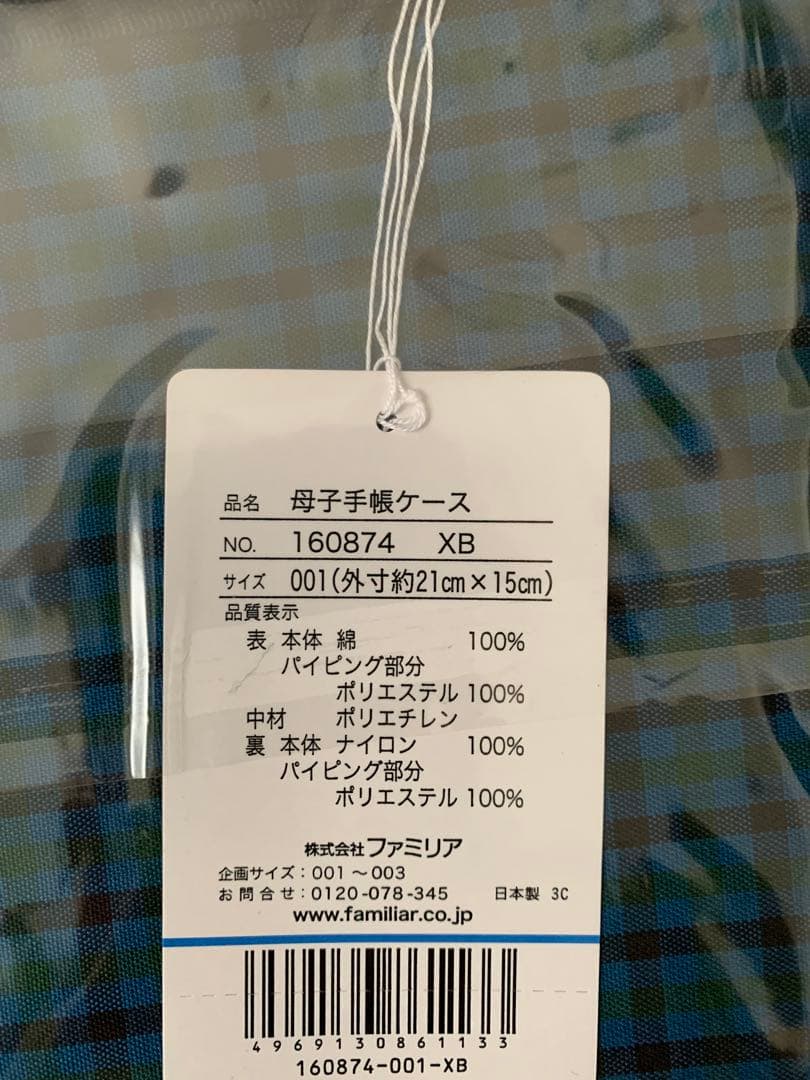 品名 母子手帳ケース
NO. 160874 XB
サイズ 001(外寸約21cm×15cm)
品質表示
表 本体 綿 100%
パイピング部分
ポリエステル 100%
中材 ポリエチレン
裏 本体 ナイロン 100%
パイピング部分
ポリエステル 100%
株式会社ファミリア
企画サイズ:001~003
お問合せ:0120-078-345 日本製 3C
www.familiar.co.jp
4969130861133
160874-001-XB